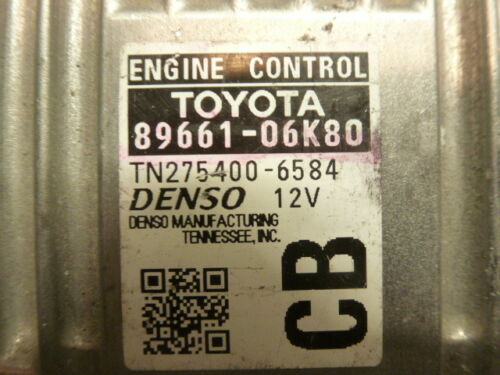 ENGINE CONTROL
TOYOTA
89661-06K80
TN275400-6584
DENSO 12V
DENSO MANUFACTURING
TENNESSEE, INC.
CB